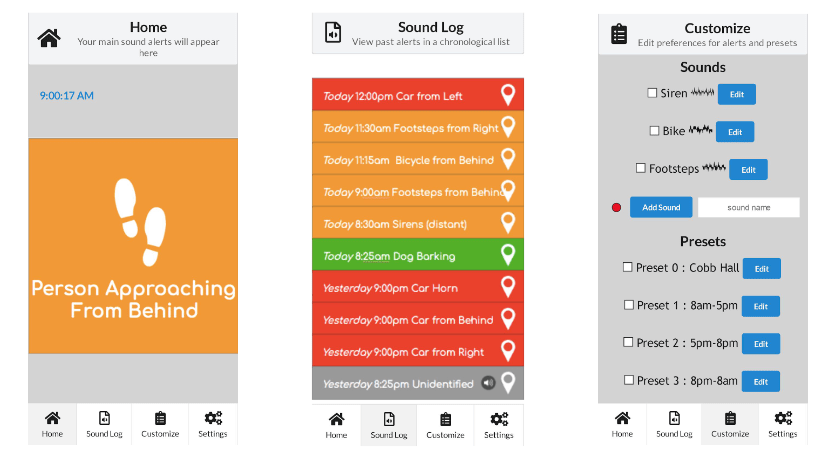 Home
Your main sound alerts will appear
here
9:00:17 AM
Person Approaching
From Behind
Home
Sound Log
Customize
Settings
Sound Log
View past alerts in a chronological list
Today 12:00pm Car from Left
Today 11:30am Footsteps from Right
Today 11:15am Bicycle from Behind
Today 9:00am Footsteps from Behind
Today 8:30am Sirens (distant)
Today 8:25am Dog Barking
Yesterday 9:00pm Car Horn
Yesterday 9:00pm Car from Behind
Yesterday 9:00pm Car from Right
Yesterday 8:25pm Unidentified
Home
Sound Log
Customize
Settings
Customize
Edit preferences for alerts and presets
Sounds
Siren Edit
Bike Edit
Footsteps Edit
Add Sound sound name
Presets
Preset 0 : Cobb Hall Edit
Preset 1 : 8am-5pm Edit
Preset 2 : 5pm-8pm Edit
Preset 3 : 8pm-8am Edit
Home
Sound Log
Customize
Settings